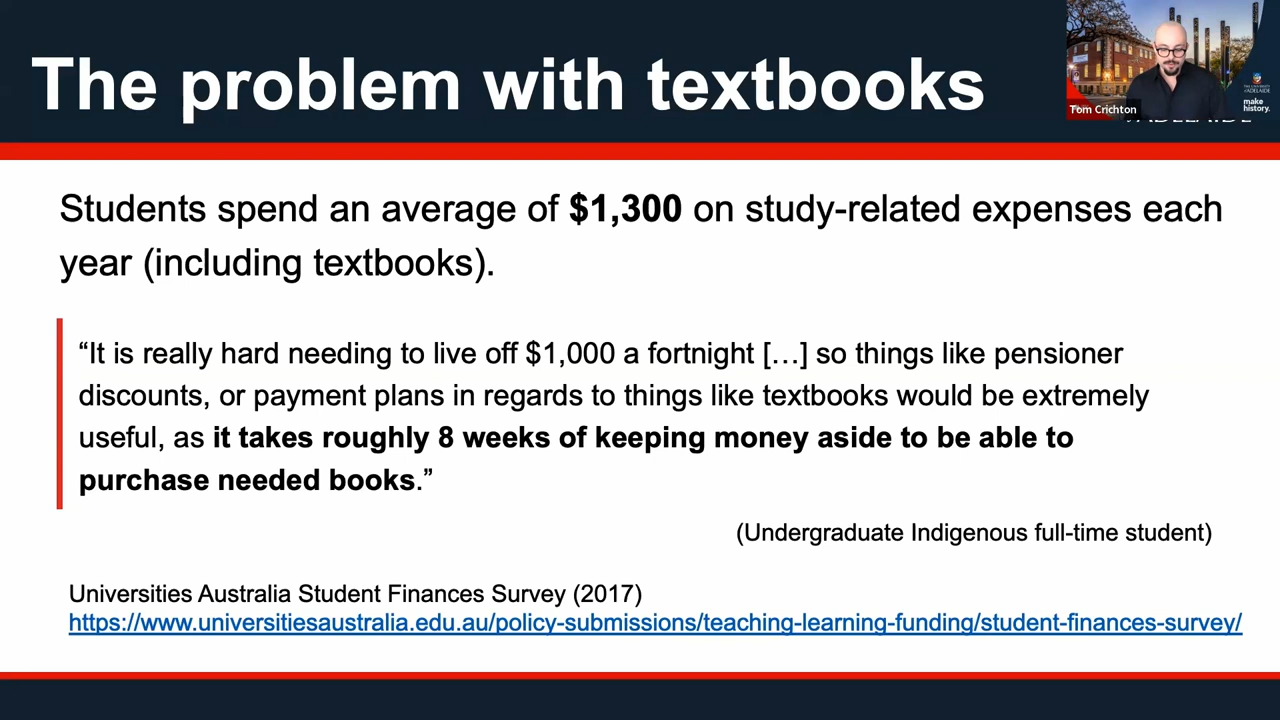 The problem with textbooks
Tom Crichton
make
history.
Students spend an average of $1,300 on study-related expenses each
year (including textbooks).
“It is really hard needing to live off $1,000 a fortnight […] so things like pensioner
discounts, or payment plans in regards to things like textbooks would be extremely
useful, as it takes roughly 8 weeks of keeping money aside to be able to
purchase needed books.”
(Undergraduate Indigenous full-time student)
Universities Australia Student Finances Survey (2017)
https://www.universitiesaustralia.edu.au/policy-submissions/teaching-learning-funding/student-finances-survey/